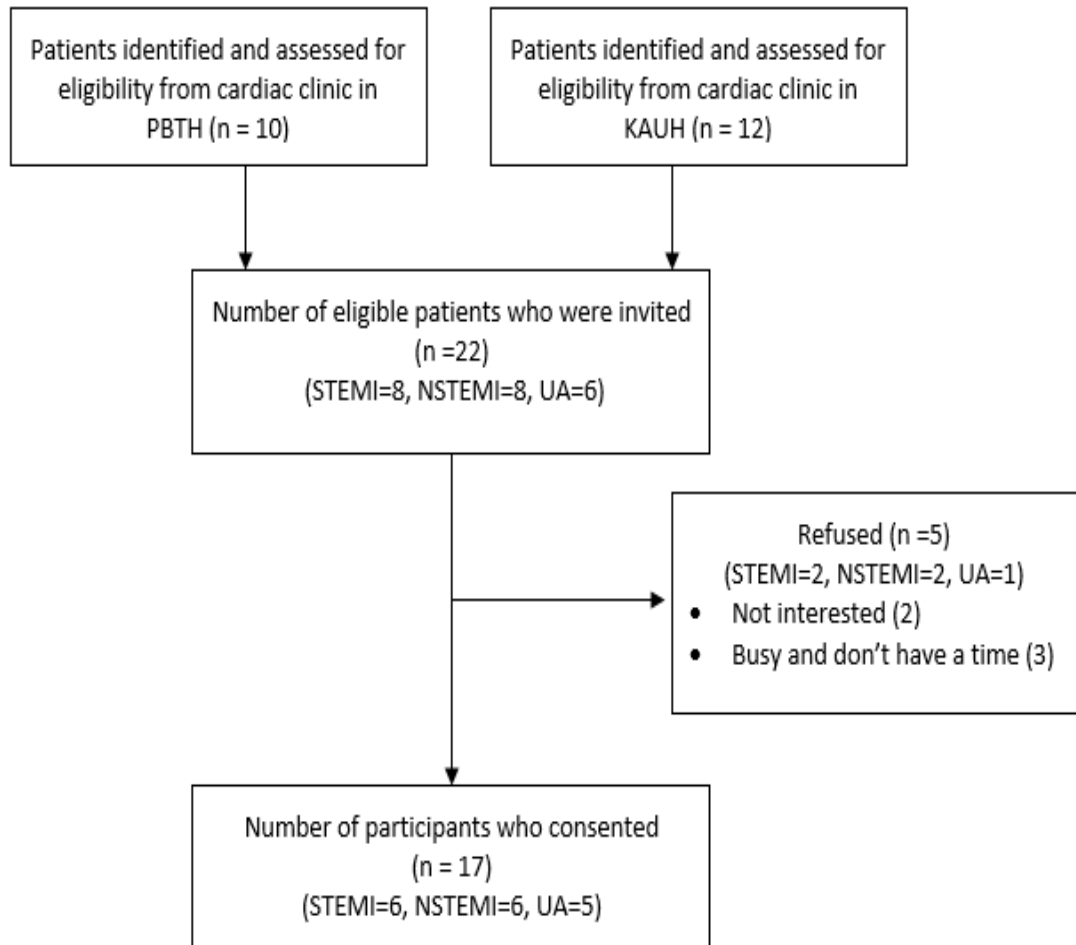 Patients identified and assessed for
eligibility from cardiac clinic in
PBTH (n = 10)
Patients identified and assessed for
eligibility from cardiac clinic in
KAUH (n = 12)
Number of eligible patients who were invited
(n =22)
(STEMI=8, NSTEMI=8, UA=6)
Refused (n =5)
(STEMI=2, NSTEMI=2, UA=1)
• Not interested (2)
• Busy and don’t have a time (3)
Number of participants who consented
(n = 17)
(STEMI=6, NSTEMI=6, UA=5)